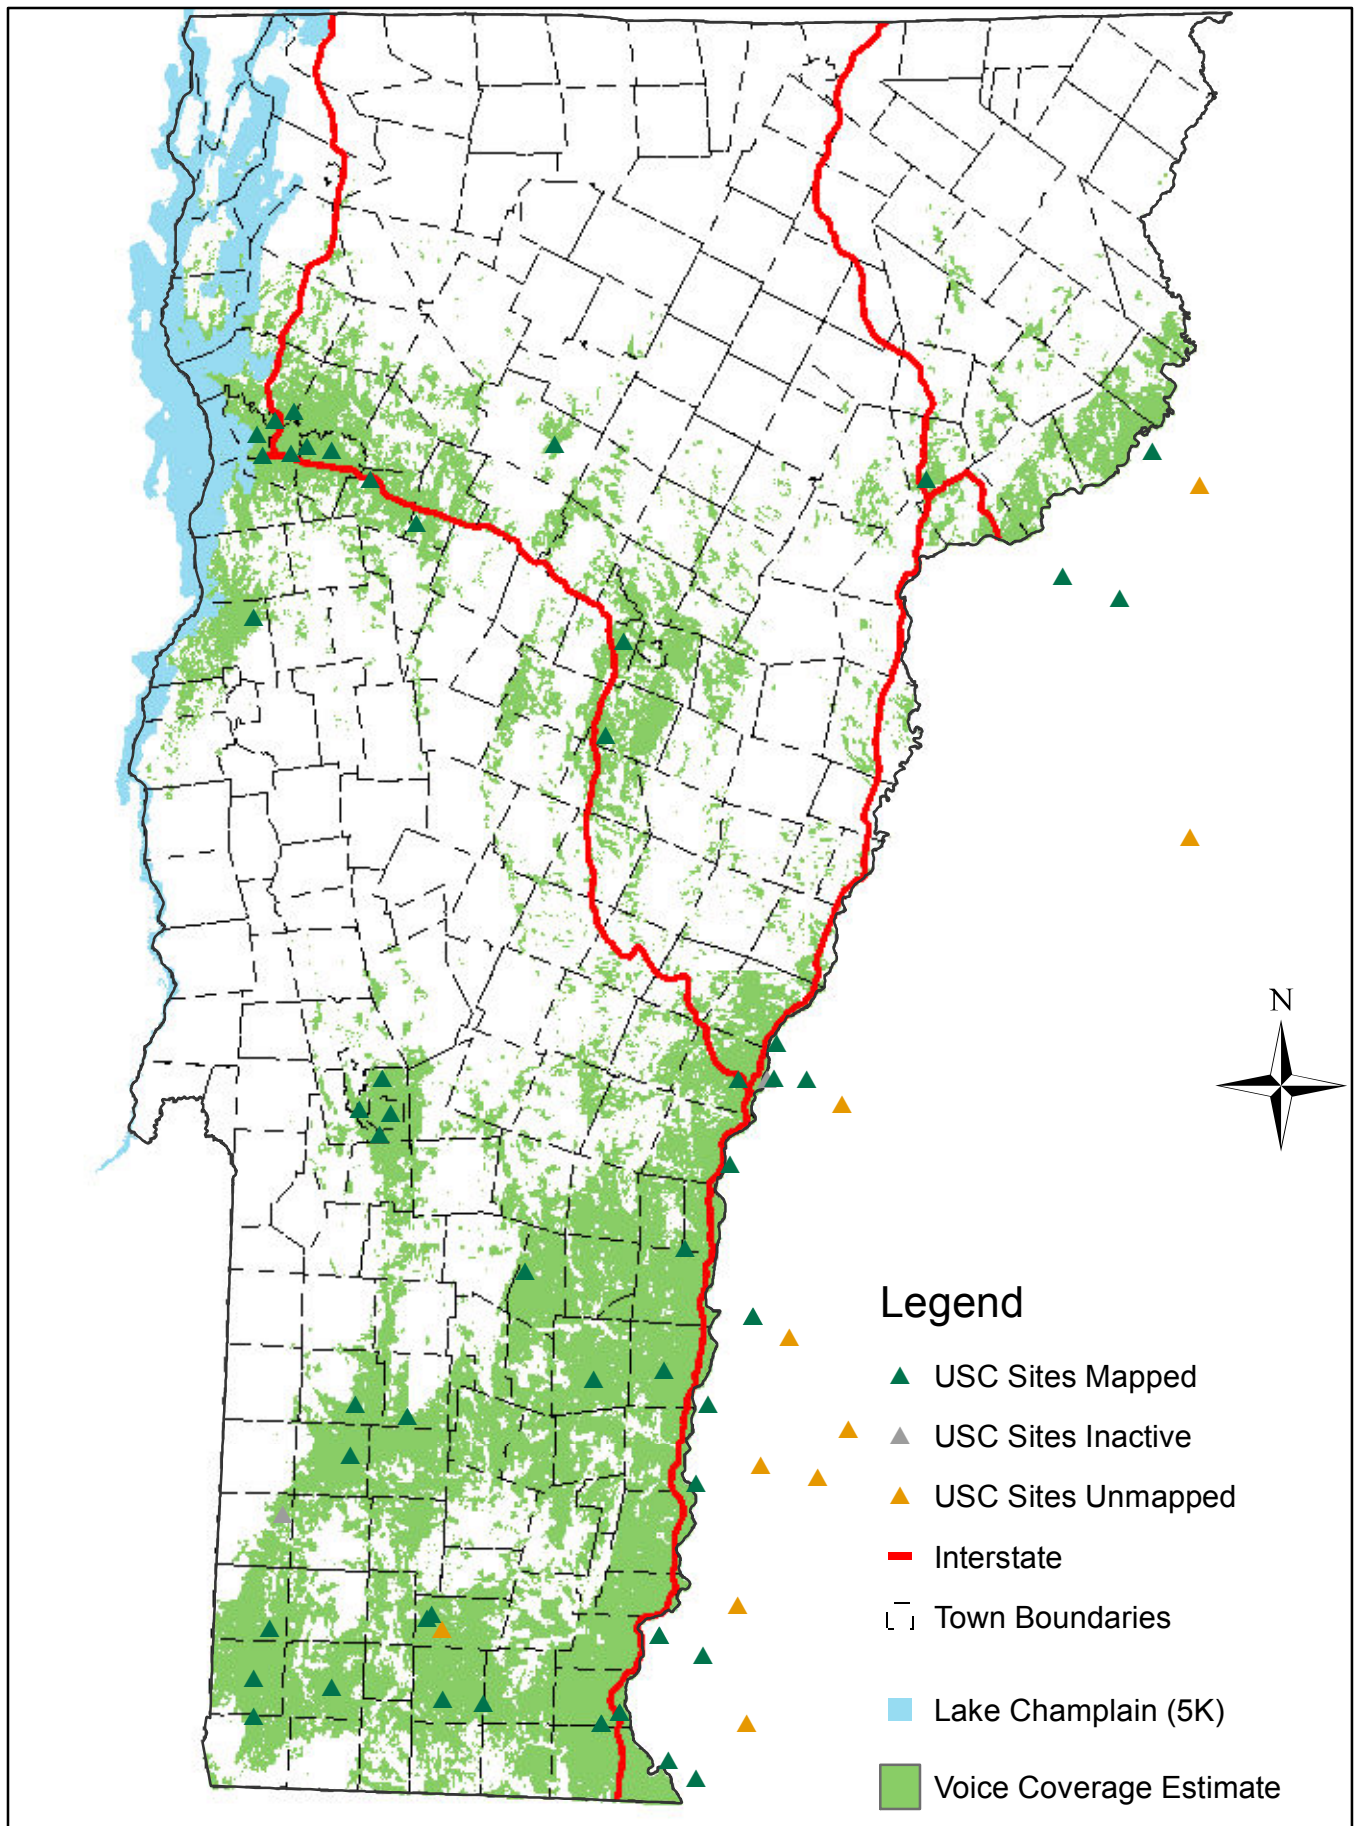 N
Legend
USC Sites Mapped
USC Sites Inactive
USC Sites Unmapped
Interstate
Town Boundaries
Lake Champlain (5K)
Voice Coverage Estimate